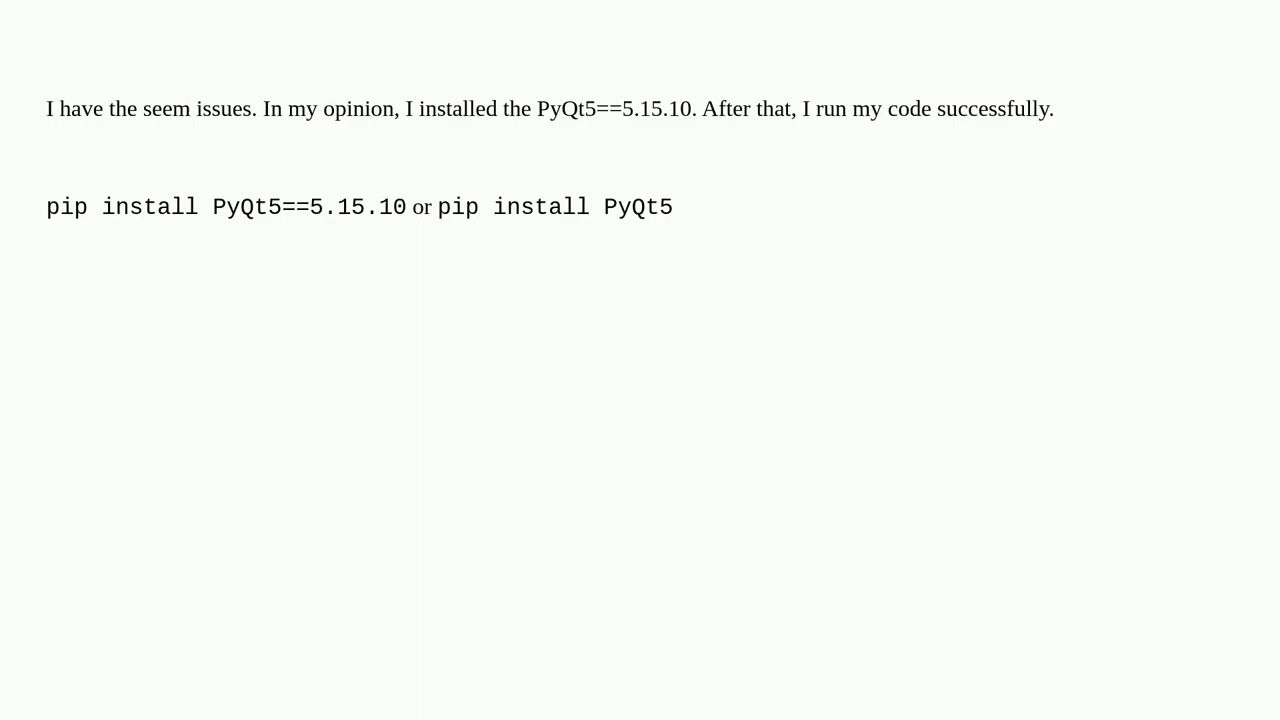 I have the seem issues. In my opinion, I installed the PyQt5==5.15.10. After that, I run my code successfully.
pip install PyQt5==5.15.10 or pip install PyQt5